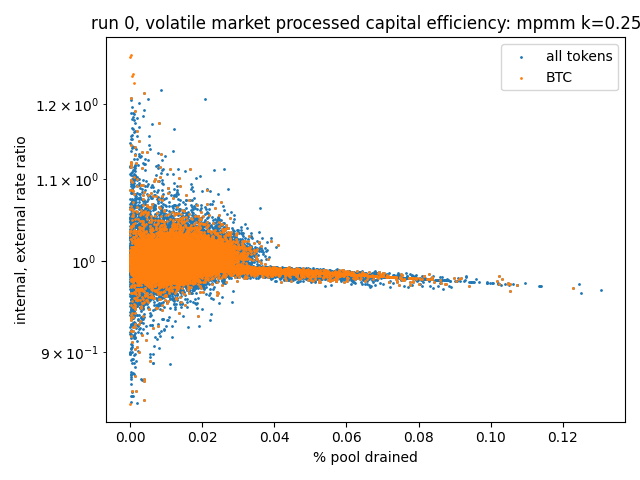 run 0, volatile market processed capital efficiency: mpmm k=0.25
all tokens
BTC
1.2 × 10⁰
1.1 × 10⁰
10⁰
9 × 10⁻¹
internal, external rate ratio
0.00 0.02 0.04 0.06 0.08 0.10 0.12
% pool drained